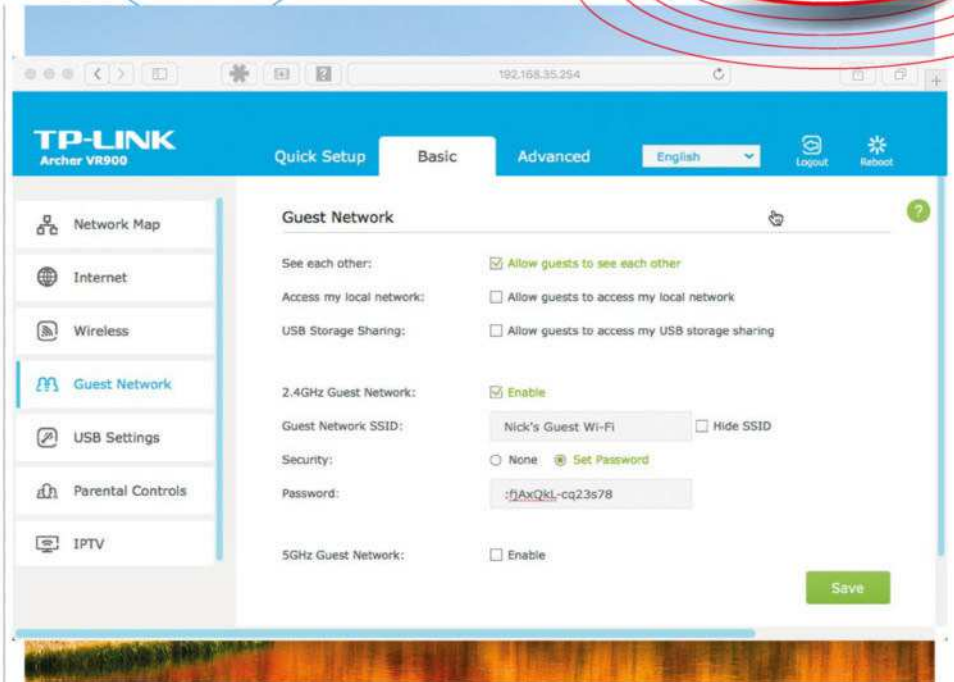 192.168.35.254
TP-LINK
Archer VR900
Quick Setup
Basic
Advanced
English
Logout
Reboot
Network Map
Internet
Wireless
Guest Network
USB Settings
Parental Controls
IPTV
Guest Network
?
See each other: Allow guests to see each other
Access my local network: Allow guests to access my local network
USB Storage Sharing: Allow guests to access my USB storage sharing
2.4GHz Guest Network: Enable
Guest Network SSID: Nick's Guest Wi-Fi Hide SSID
Security: None Set Password
Password: :fjAxQkL-cq23s78
5GHz Guest Network: Enable
Save